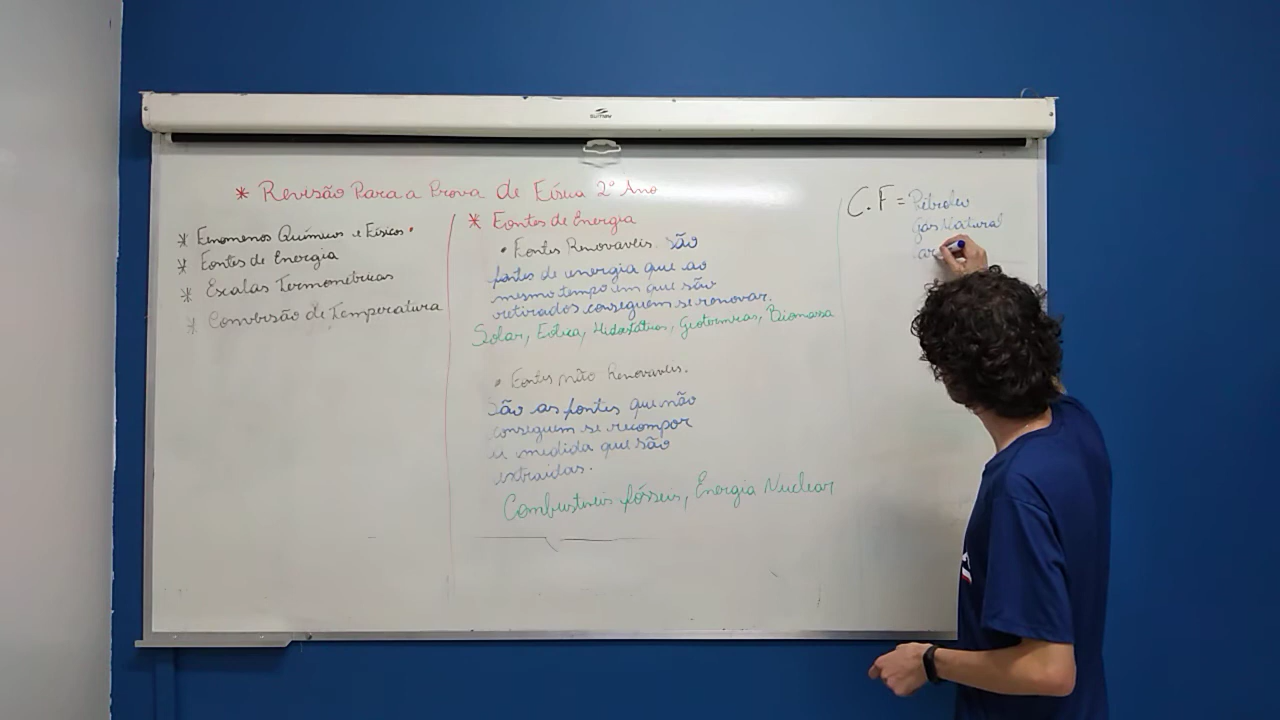 * Revisão Para a Prova de Física 2º Ano
* Fenomenos Químicos e Físicos.
* Fontes de Energia
* Escalas Termométricas
* Conversão de Temperatura
* Fontes de Energia
• Fontes Renovaveis. São
fontes de energia que ao
mesmo tempo em que são
retirados conseguem se renovar.
Solar, Eólica, Geotermicas, Biomassa
• Fontes não Renovaveis.
São as fontes que não
conseguem se recompor
a medida que são
extraidas.
Combustiveis fósseis, Energia Nuclear
C.F = Petroleo
Gás Natural